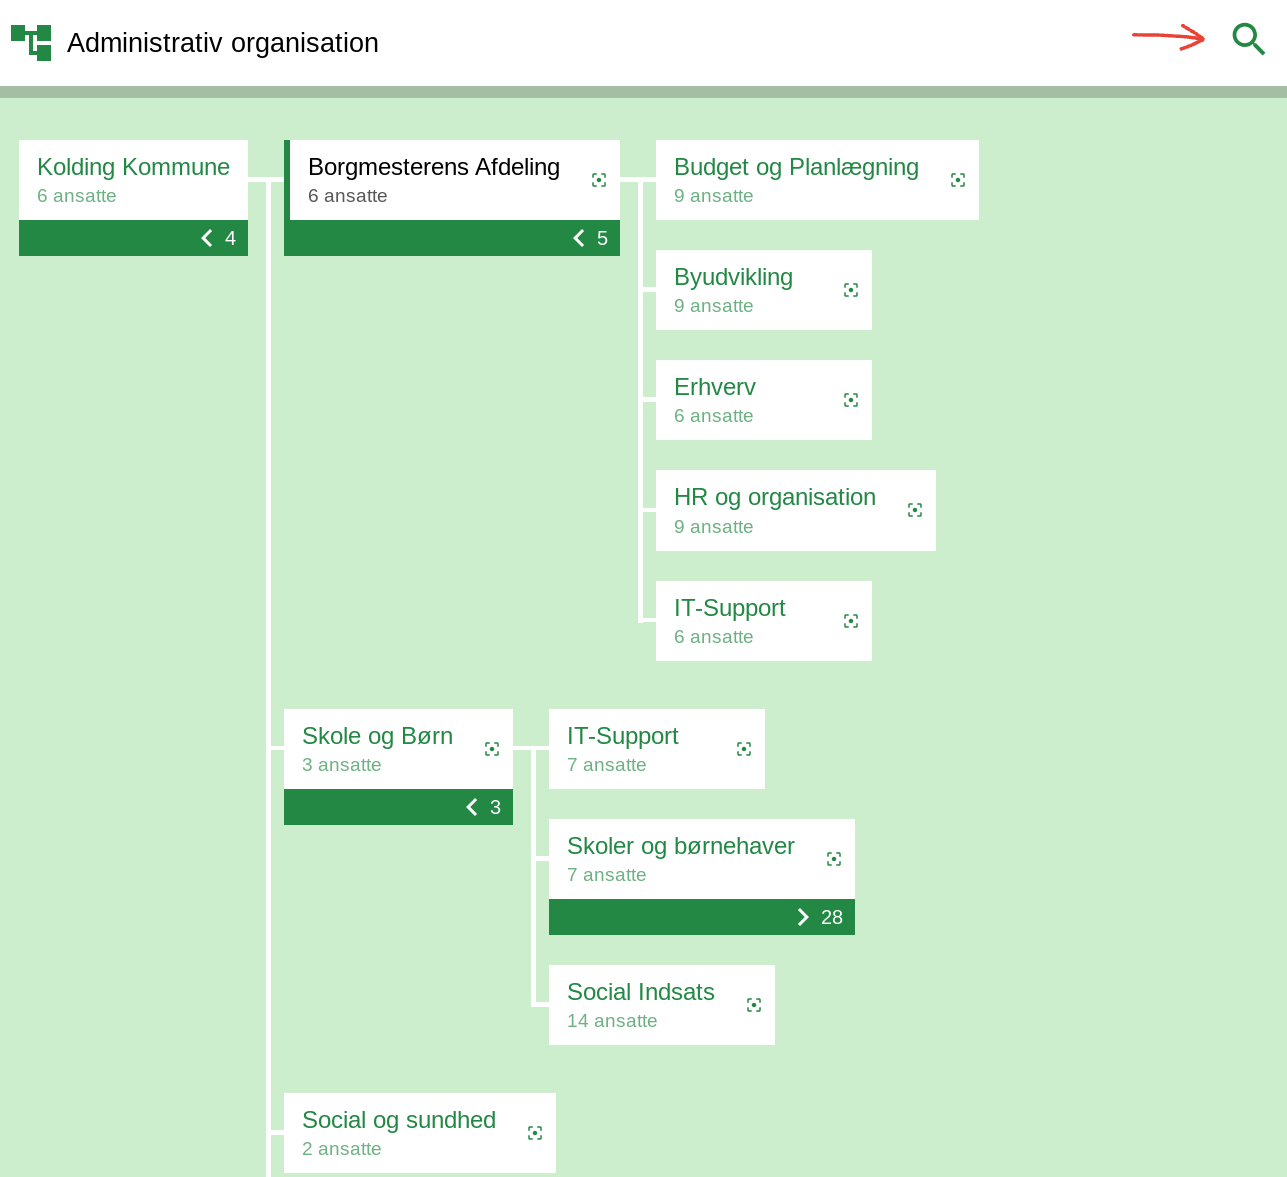 Administrativ organisation
Kolding Kommune
6 ansatte
4
Borgmesterens Afdeling
6 ansatte
5
Budget og Planlægning
9 ansatte
Byudvikling
9 ansatte
Erhverv
6 ansatte
HR og organisation
9 ansatte
IT-Support
6 ansatte
Skole og Børn
3 ansatte
3
IT-Support
7 ansatte
Skoler og børnehaver
7 ansatte
28
Social Indsats
14 ansatte
Social og sundhed
2 ansatte